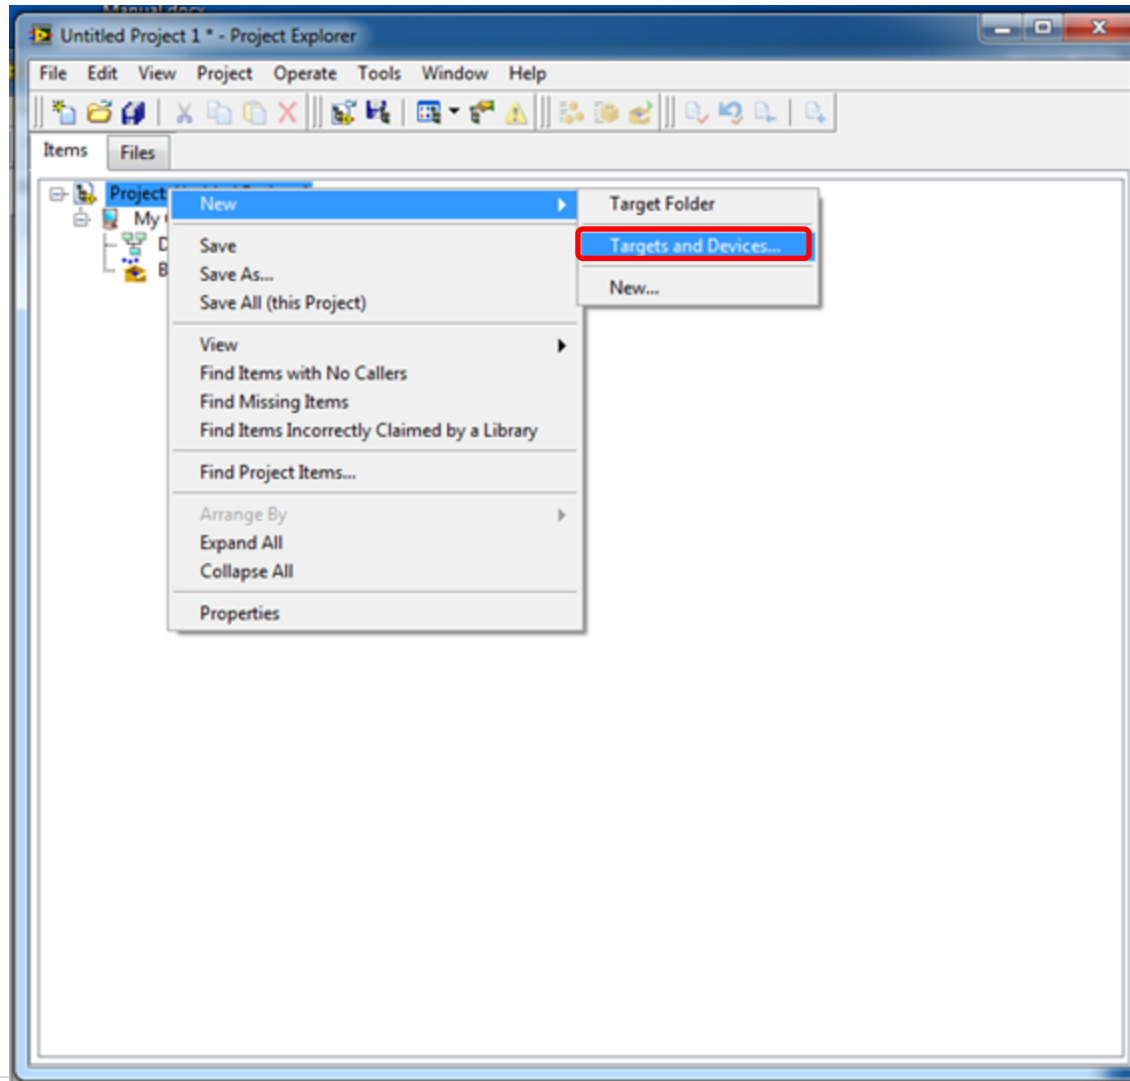 Manual.docx
Untitled Project 1 * - Project Explorer
File Edit View Project Operate Tools Window Help
Items Files
Project
My
New
Save
Save As...
Save All (this Project)
View
Find Items with No Callers
Find Missing Items
Find Items Incorrectly Claimed by a Library
Find Project Items...
Arrange By
Expand All
Collapse All
Properties
Target Folder
Targets and Devices...
New...